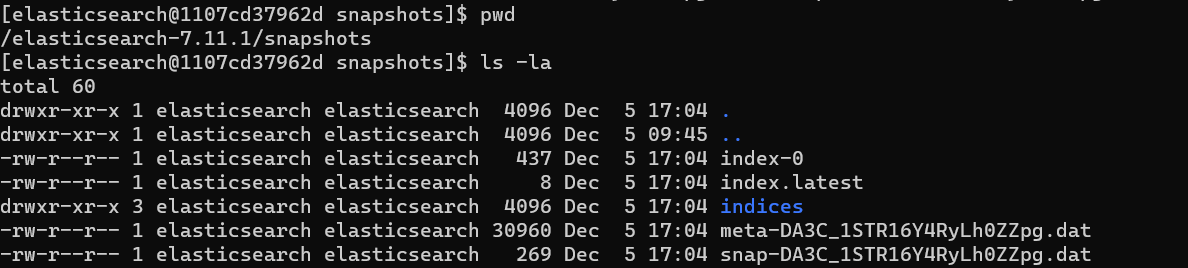 [elasticsearch@1107cd37962d snapshots]$ pwd
/elasticsearch-7.11.1/snapshots
[elasticsearch@1107cd37962d snapshots]$ ls -la
total 60
drwxr-xr-x 1 elasticsearch elasticsearch  4096 Dec  5 17:04 .
drwxr-xr-x 1 elasticsearch elasticsearch  4096 Dec  5 09:45 ..
-rw-r--r-- 1 elasticsearch elasticsearch   437 Dec  5 17:04 index-0
-rw-r--r-- 1 elasticsearch elasticsearch     8 Dec  5 17:04 index.latest
drwxr-xr-x 3 elasticsearch elasticsearch  4096 Dec  5 17:04 indices
-rw-r--r-- 1 elasticsearch elasticsearch 30960 Dec  5 17:04 meta-DA3C_1STR16Y4RyLh0ZZpg.dat
-rw-r--r-- 1 elasticsearch elasticsearch   269 Dec  5 17:04 snap-DA3C_1STR16Y4RyLh0ZZpg.dat